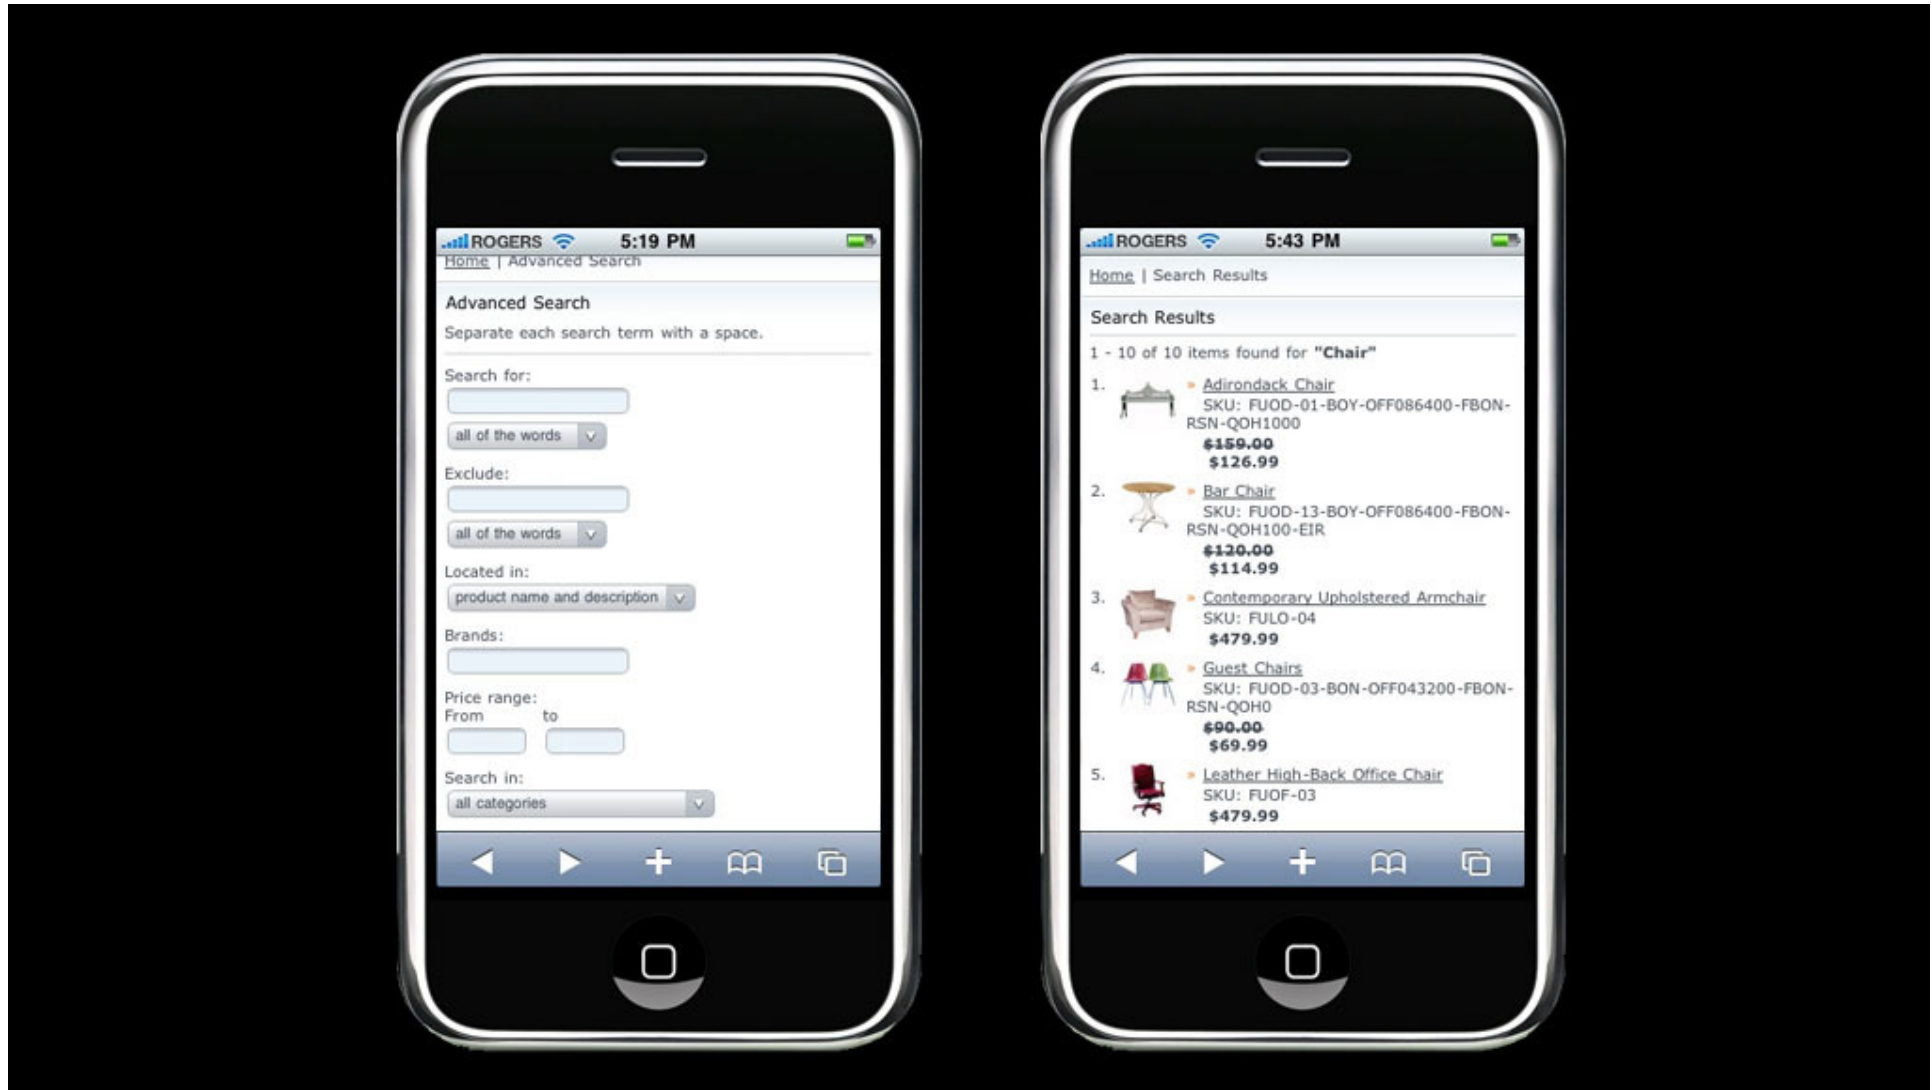 ROGERS 5:19 PM
Home | Advanced Search
Advanced Search
Separate each search term with a space.
Search for:
all of the words
Exclude:
all of the words
Located in:
product name and description
Brands:
Price range:
From to
Search in:
all categories
ROGERS 5:43 PM
Home | Search Results
Search Results
1 - 10 of 10 items found for "Chair"
1. » Adirondack Chair
SKU: FUOD-01-BOY-OFF086400-FBON-
RSN-QOH1000
$159.00
$126.99
2. » Bar Chair
SKU: FUOD-13-BOY-OFF086400-FBON-
RSN-QOH100-EIR
$120.00
$114.99
3. » Contemporary Upholstered Armchair
SKU: FULO-04
$479.99
4. » Guest Chairs
SKU: FUOD-03-BON-OFF043200-FBON-
RSN-QOH0
$90.00
$69.99
5. » Leather High-Back Office Chair
SKU: FUOF-03
$479.99